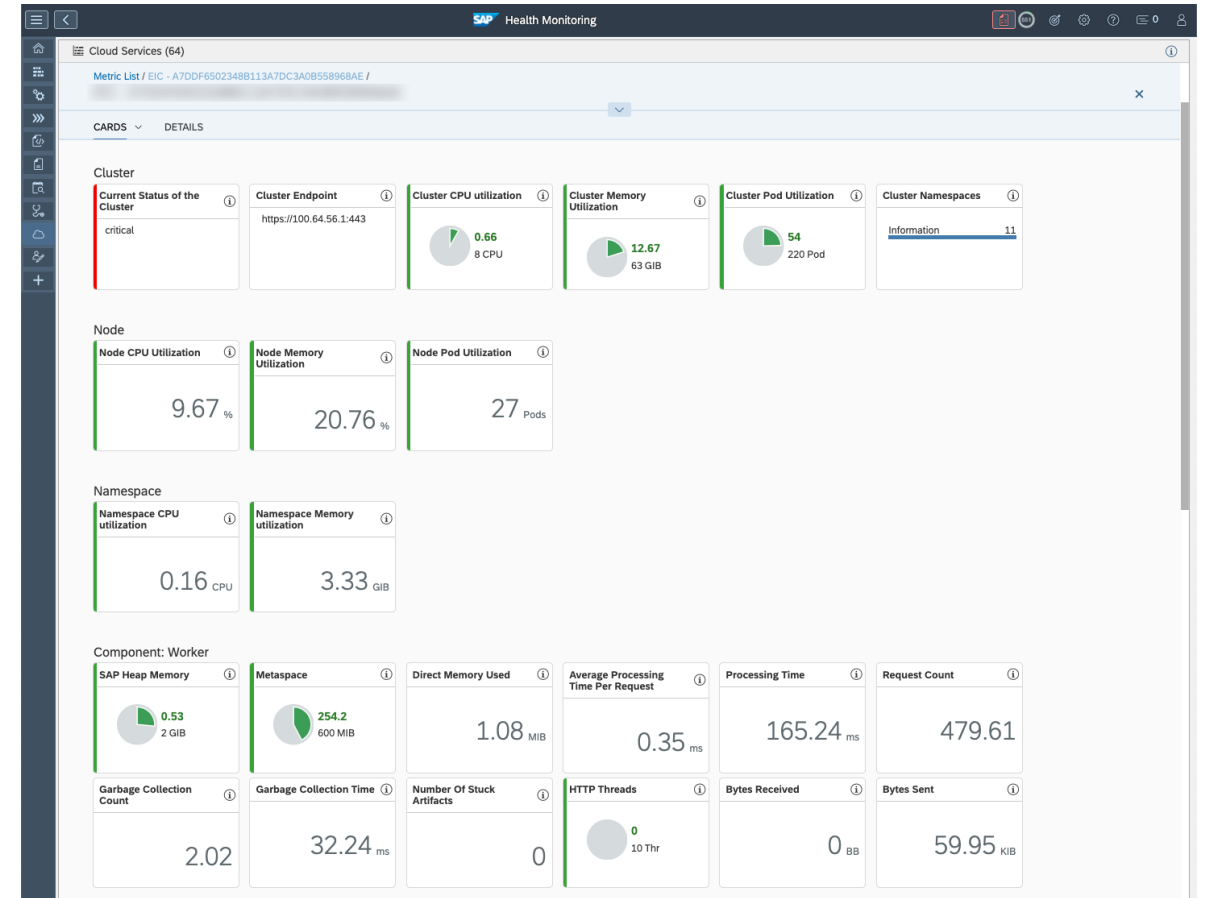 SAP Health Monitoring
0
Cloud Services (64)
Metric List / EIC - A7DDF6502348B113A7DC3A0B558968AE /
CARDS
DETAILS
Cluster
Current Status of the
Cluster
critical
Cluster Endpoint
https://100.64.56.1:443
Cluster CPU utilization
0.66
8 CPU
Cluster Memory
Utilization
12.67
63 GIB
Cluster Pod Utilization
54
220 Pod
Cluster Namespaces
Information 11
Node
Node CPU Utilization
9.67 %
Node Memory
Utilization
20.76 %
Node Pod Utilization
27 Pods
Namespace
Namespace CPU
utilization
0.16 CPU
Namespace Memory
utilization
3.33 GIB
Component: Worker
SAP Heap Memory
0.53
2 GIB
Metaspace
254.2
600 MIB
Direct Memory Used
1.08 MIB
Average Processing
Time Per Request
0.35 ms
Processing Time
165.24 ms
Request Count
479.61
Garbage Collection
Count
2.02
Garbage Collection Time
32.24 ms
Number Of Stuck
Artifacts
0
HTTP Threads
0
10 Thr
Bytes Received
0 BB
Bytes Sent
59.95 KIB